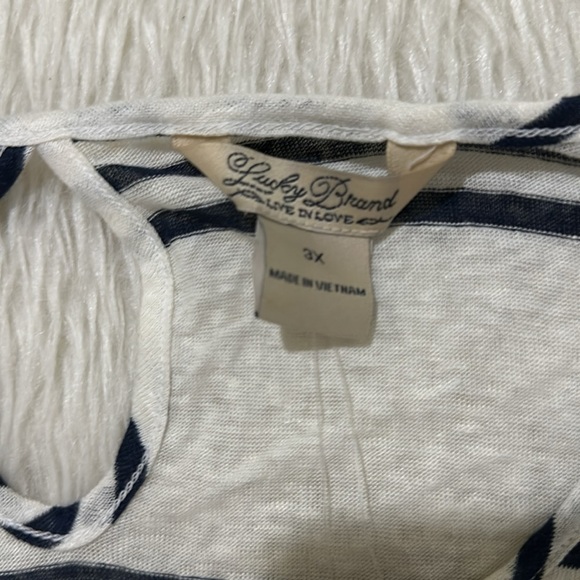 Lucky Brand
LIVE IN LOVE
3X
MADE IN VIETNAM